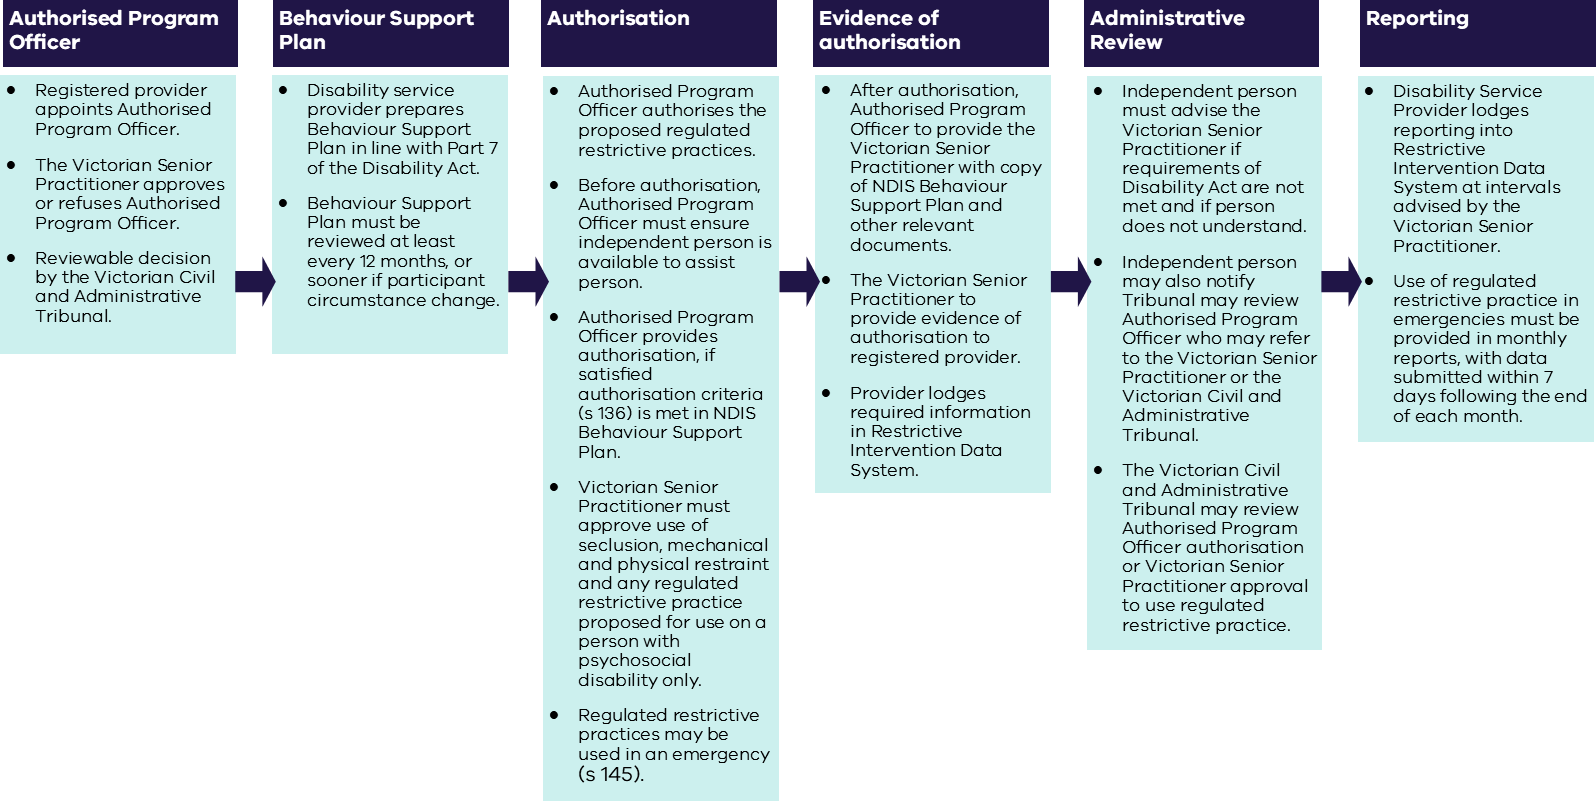 Authorised Program
Officer
● Registered provider
appoints Authorised
Program Officer.
● The Victorian Senior
Practitioner approves
or refuses Authorised
Program Officer.
● Reviewable decision
by the Victorian Civil
and Administrative
Tribunal.
Behaviour Support
Plan
● Disability service
provider prepares
Behaviour Support
Plan in line with Part 7
of the Disability Act.
● Behaviour Support
Plan must be
reviewed at least
every 12 months, or
sooner if participant
circumstance change.
Authorisation
● Authorised Program
Officer authorises the
proposed regulated
restrictive practices.
● Before authorisation,
Authorised Program
Officer must ensure
independent person is
available to assist
person.
● Authorised Program
Officer provides
authorisation, if
satisfied
authorisation criteria
(s 136) is met in NDIS
Behaviour Support
Plan.
● Victorian Senior
Practitioner must
approve use of
seclusion, mechanical
and physical restraint
and any regulated
restrictive practice
proposed for use on a
person with
psychosocial
disability only.
● Regulated restrictive
practices may be
used in an emergency
(s 145).
Evidence of
authorisation
● After authorisation,
Authorised Program
Officer to provide the
Victorian Senior
Practitioner with copy
of NDIS Behaviour
Support Plan and
other relevant
documents.
● The Victorian Senior
Practitioner to
provide evidence of
authorisation to
registered provider.
● Provider lodges
required information
in Restrictive
Intervention Data
System.
Administrative
Review
● Independent person
must advise the
Victorian Senior
Practitioner if
requirements of
Disability Act are not
met and if person
does not understand.
● Independent person
may also notify
Tribunal may review
Authorised Program
Officer who may refer
to the Victorian Senior
Practitioner or the
Victorian Civil and
Administrative
Tribunal.
● The Victorian Civil
and Administrative
Tribunal may review
Authorised Program
Officer authorisation
or Victorian Senior
Practitioner approval
to use regulated
restrictive practice.
Reporting
● Disability Service
Provider lodges
reporting into
Restrictive
Intervention Data
System at intervals
advised by the
Victorian Senior
Practitioner.
● Use of regulated
restrictive practice in
emergencies must be
provided in monthly
reports, with data
submitted within 7
days following the end
of each month.